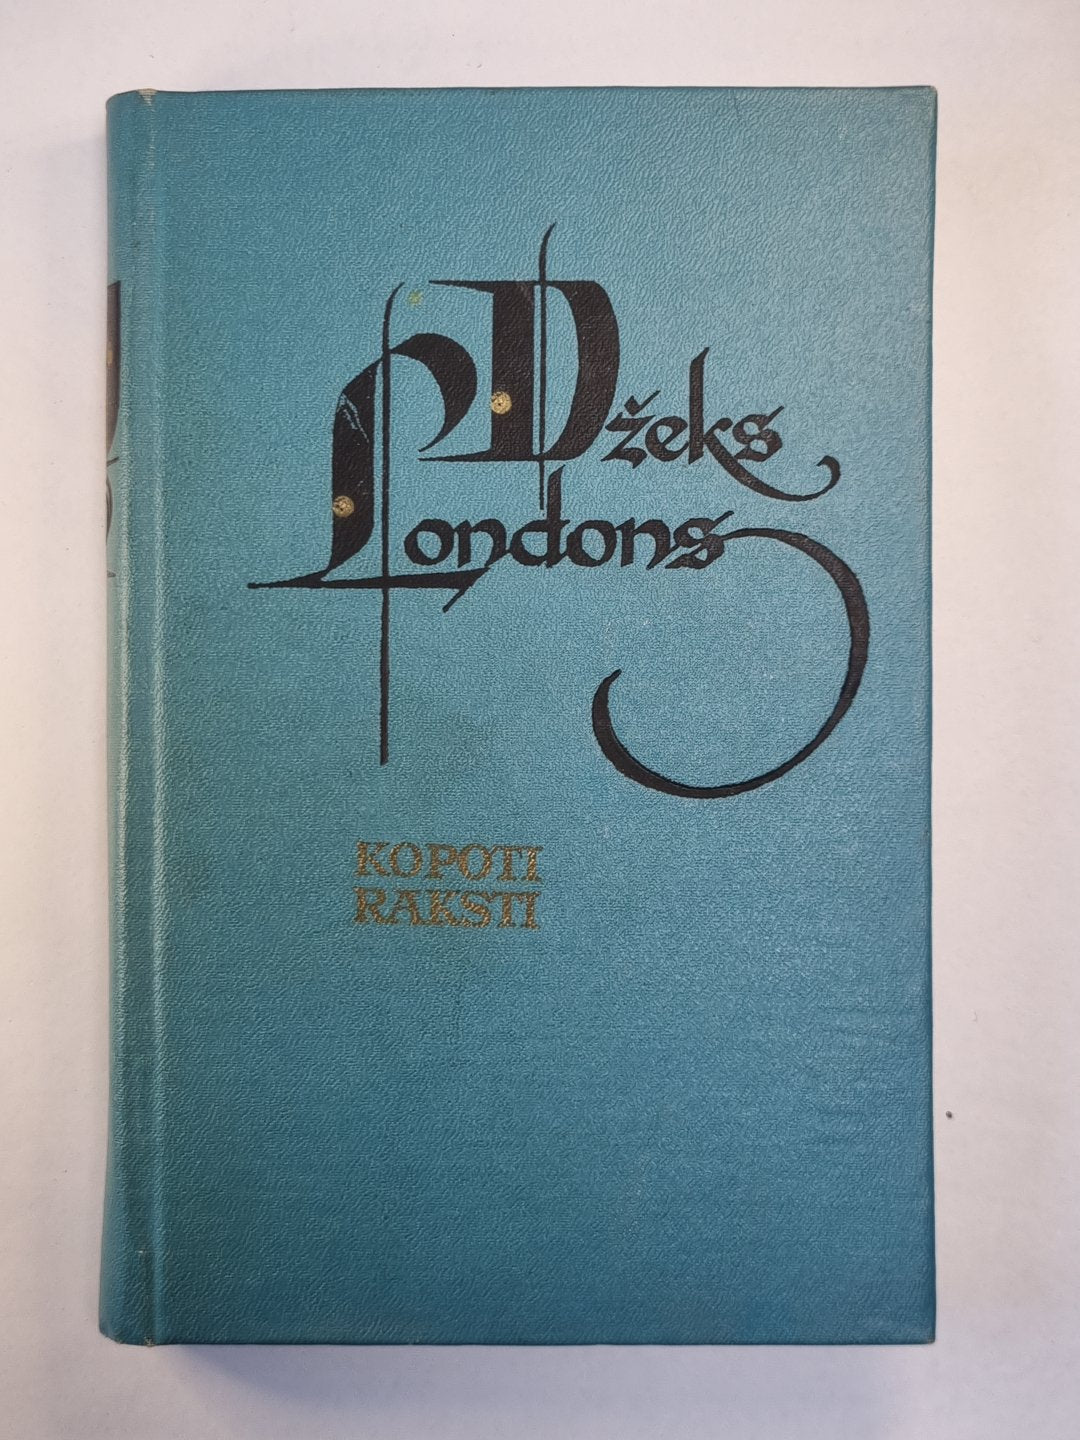 Džeks
Londons
KOPOTI
RAKSTI